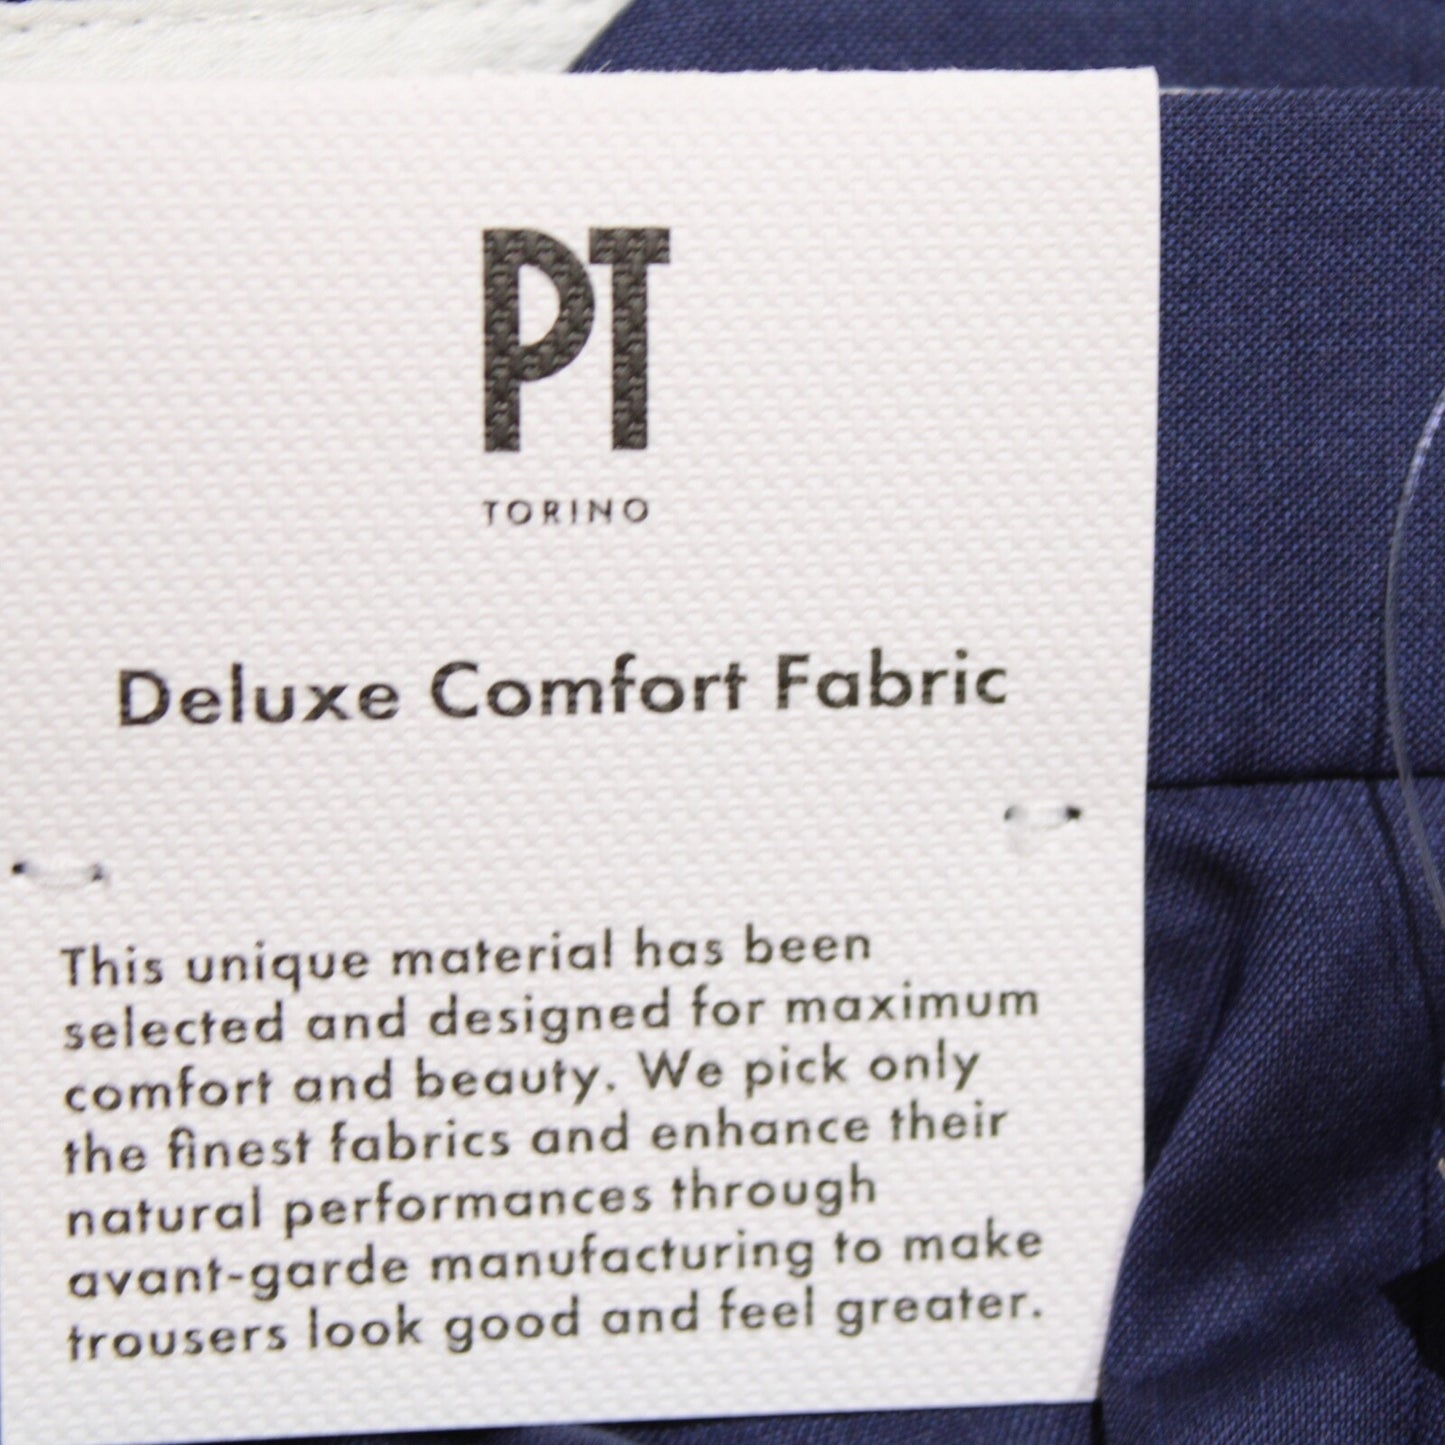 PT
TORINO
Deluxe Comfort Fabric
This unique material has been
selected and designed for maximum
comfort and beauty. We pick only
the finest fabrics and enhance their
natural performances through
avant-garde manufacturing to make
trousers look good and feel greater.